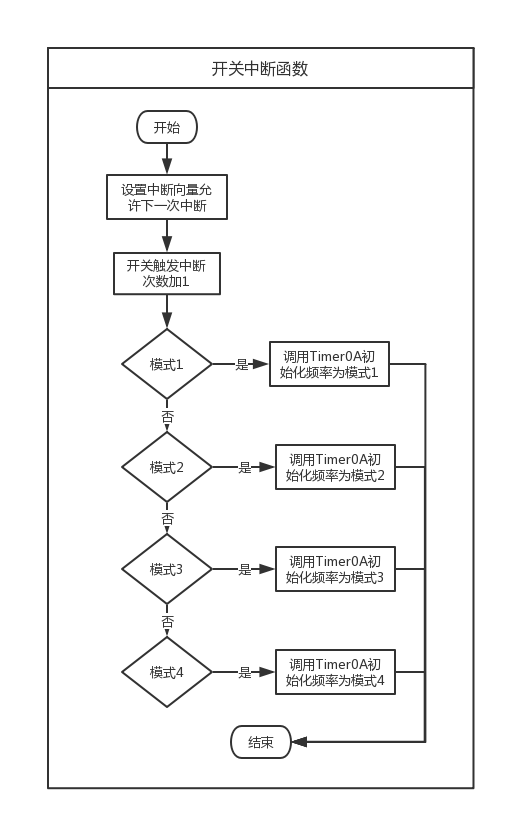 开关中断函数
开始
设置中断向量允
许下一次中断
开关触发中断
次数加1
模式1
是
调用Timer0A初
始化频率为模式1
否
模式2
是
调用Timer0A初
始化频率为模式2
否
模式3
是
调用Timer0A初
始化频率为模式3
否
模式4
是
调用Timer0A初
始化频率为模式4
结束